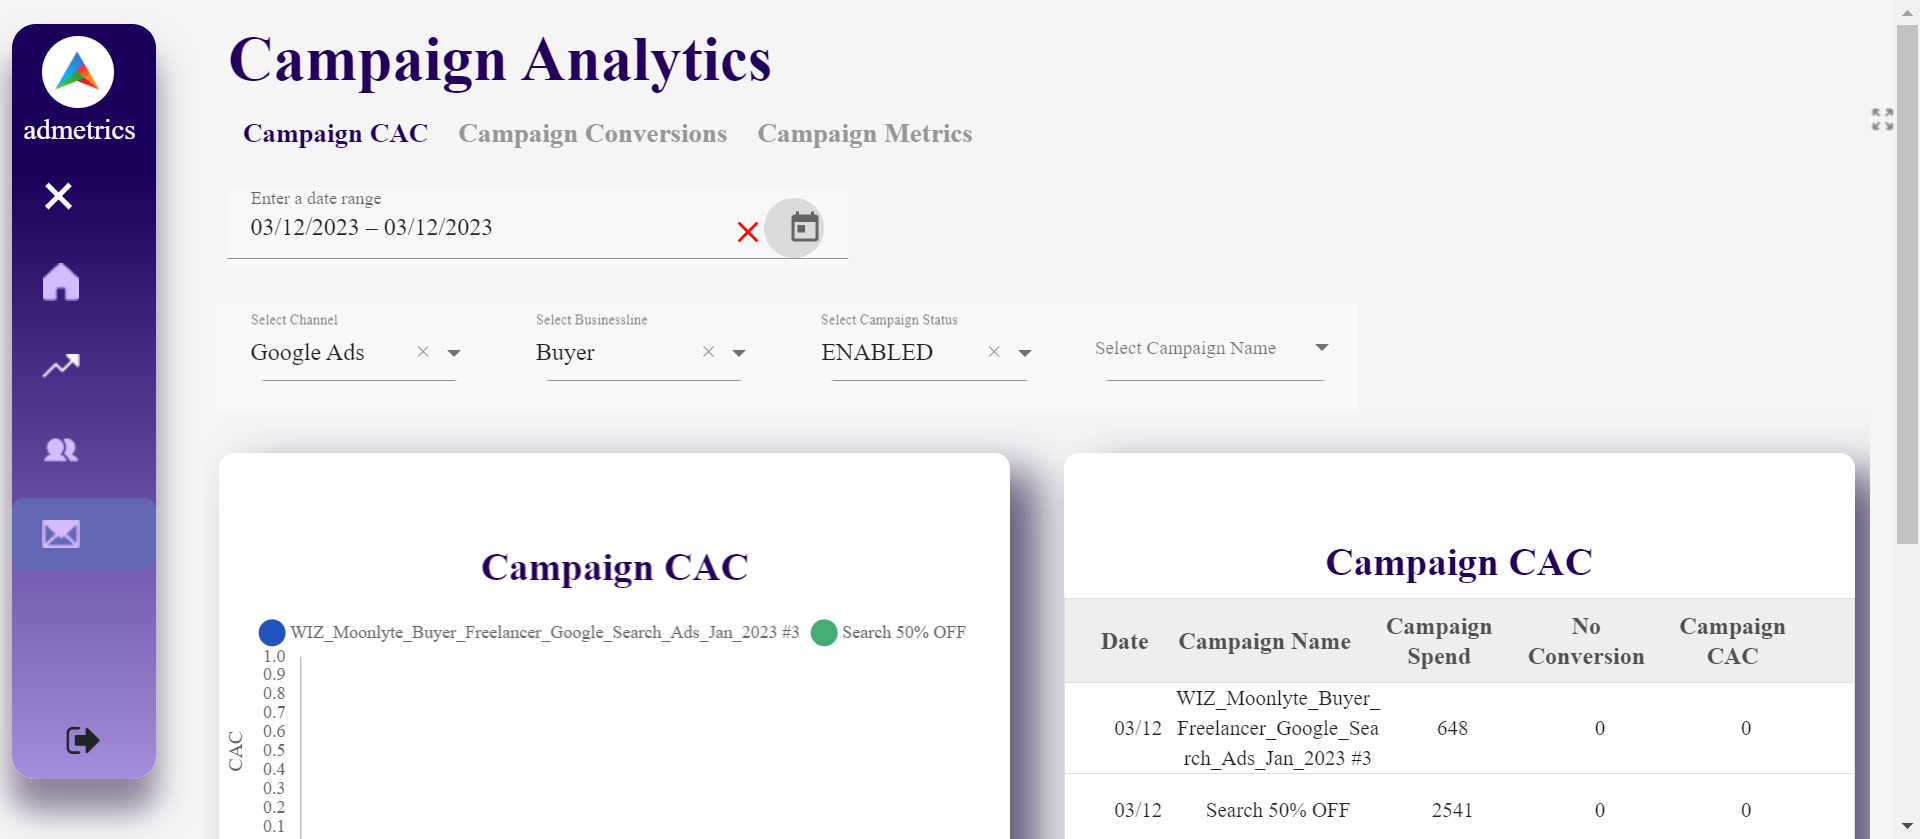 admetrics
Campaign Analytics
Campaign CAC Campaign Conversions Campaign Metrics
Enter a date range
03/12/2023 – 03/12/2023
Select Channel Select Businessline Select Campaign Status
Google Ads Buyer ENABLED Select Campaign Name
Campaign CAC
WIZ_Moonlyte_Buyer_Freelancer_Google_Search_Ads_Jan_2023 #3 Search 50% OFF
1.0
0.9
0.8
0.7
0.6
0.5
0.4
0.3
0.2
0.1
CAC
Campaign CAC
Date Campaign Name Campaign Spend No Conversion Campaign CAC
03/12 WIZ_Moonlyte_Buyer_
Freelancer_Google_Sea
rch_Ads_Jan_2023 #3 648 0 0
03/12 Search 50% OFF 2541 0 0